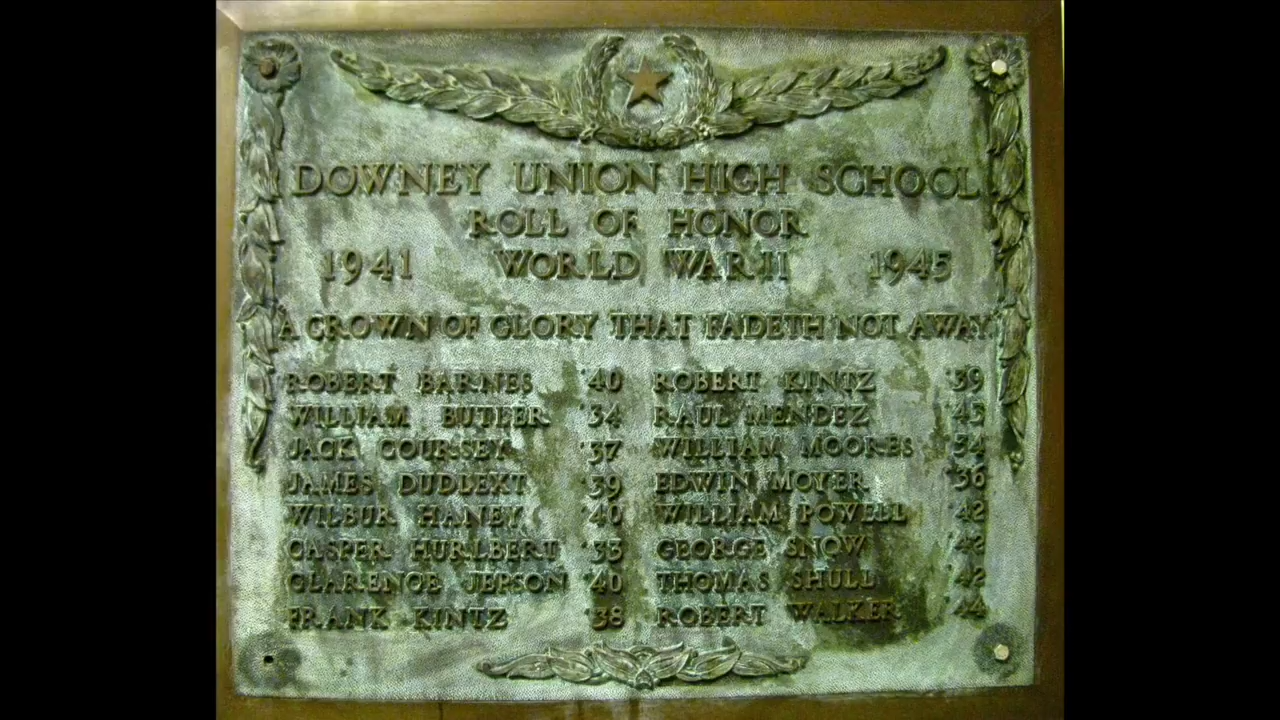 DOWNEY UNION HIGH SCHOOL
ROLL OF HONOR
1941 WORLD WAR II 1945
A CROWN OF GLORY THAT FADETH NOT AWAY
ROBERT BARNES '40 ROBERT KINTZ '39
WILLIAM BUTLER '34 RAUL MENDEZ '45
JACK COURSEY '37 WILLIAM MOORES '34
JAMES DUDLEXT '39 EDWIN MOYER '36
WILBUR HANEY '40 WILLIAM POWELL '42
CASPER HURLBERT '33 GEORGE SNOW '42
CLARENCE JEPSON '40 THOMAS SHULL '42
FRANK KINTZ '38 ROBERT WALKER '44